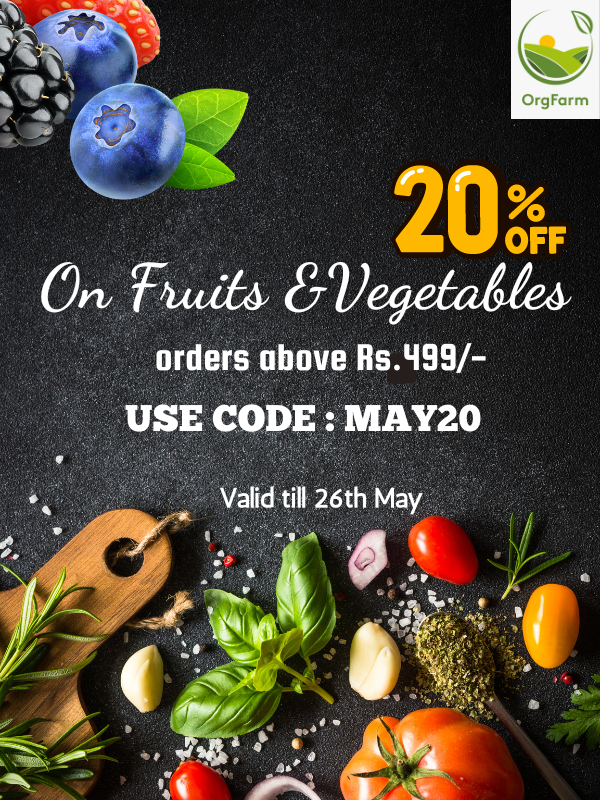 OrgFarm
20% OFF
On Fruits &Vegetables
orders above Rs.499/-
USE CODE : MAY20
Valid till 26th May